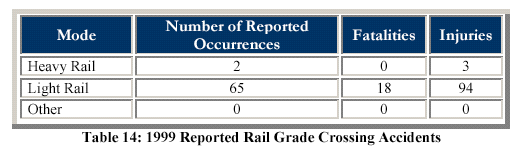 Mode Number of Reported Occurrences Fatalities Injuries
Heavy Rail 2 0 3
Light Rail 65 18 94
Other 0 0 0
Table 14: 1999 Reported Rail Grade Crossing Accidents